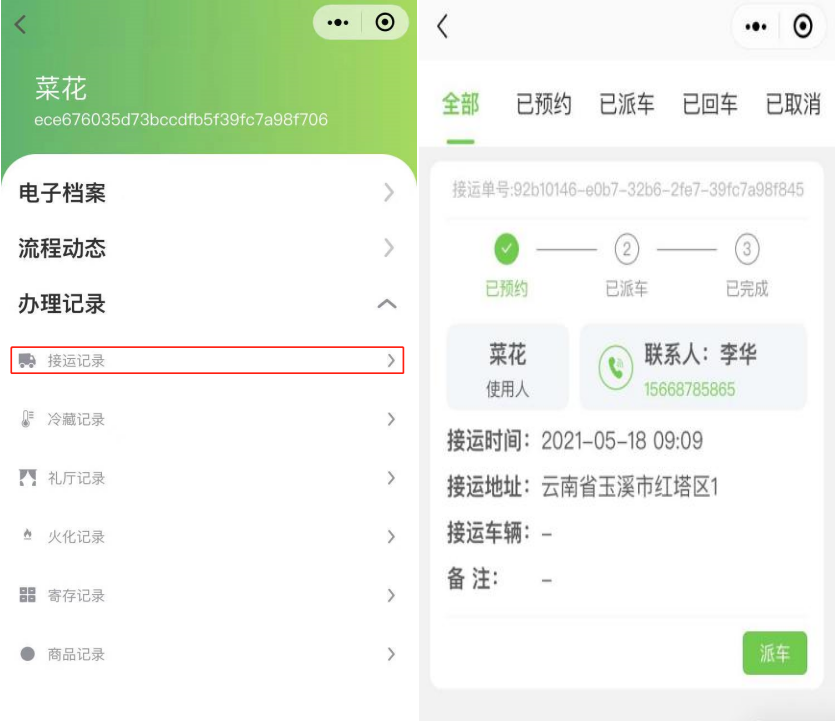 菜花
ece676035d73bccdfb5f39fc7a98f706
电子档案
流程动态
办理记录
接运记录
冷藏记录
礼厅记录
火化记录
寄存记录
商品记录
全部 已预约 已派车 已回车 已取消
接运单号:92b10146-e0b7-32b6-2fe7-39fc7a98f845
2 3
已预约 已派车 已完成
菜花
使用人
联系人：李华
15668785865
接运时间：2021-05-18 09:09
接运地址：云南省玉溪市红塔区1
接运车辆：-
备 注： -
派车